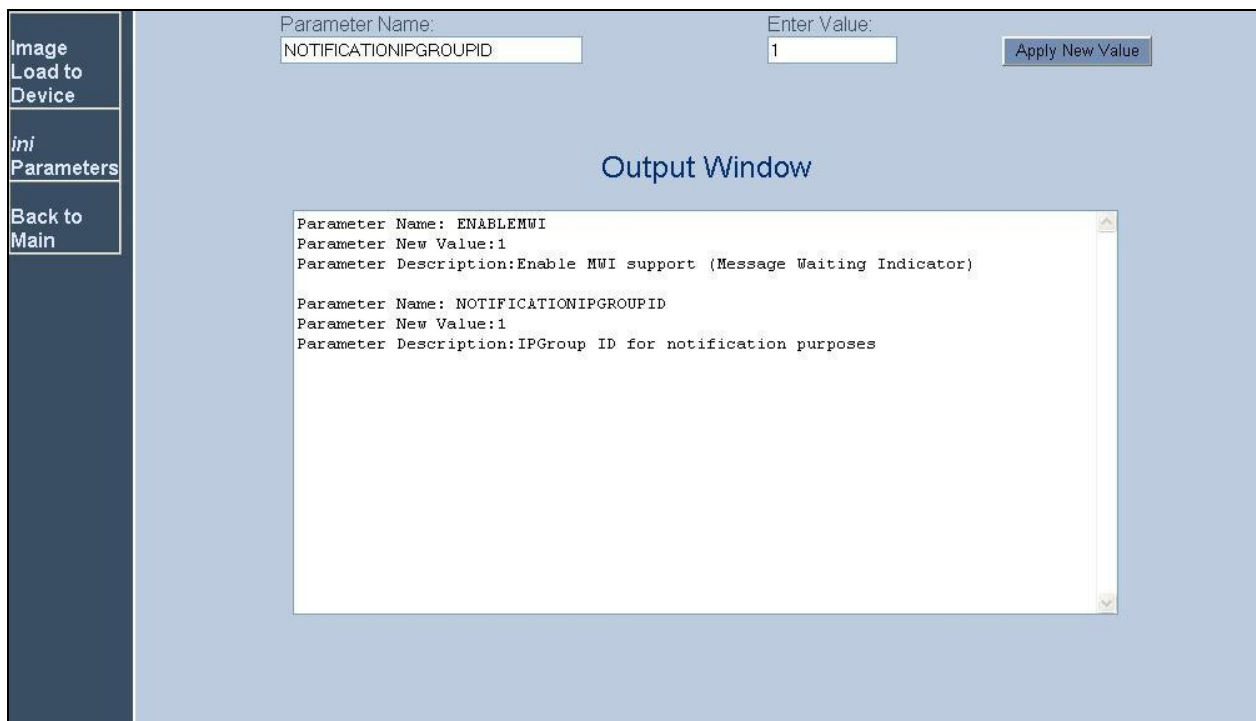 Image
Load to
Device
ini
Parameters
Back to
Main
Parameter Name:
NOTIFICATIONIPGROUPID
Enter Value:
1
Apply New Value
Output Window
Parameter Name: ENABLEMWI
Parameter New Value:1
Parameter Description:Enable MWI support (Message Waiting Indicator)
Parameter Name: NOTIFICATIONIPGROUPID
Parameter New Value:1
Parameter Description:IPGroup ID for notification purposes